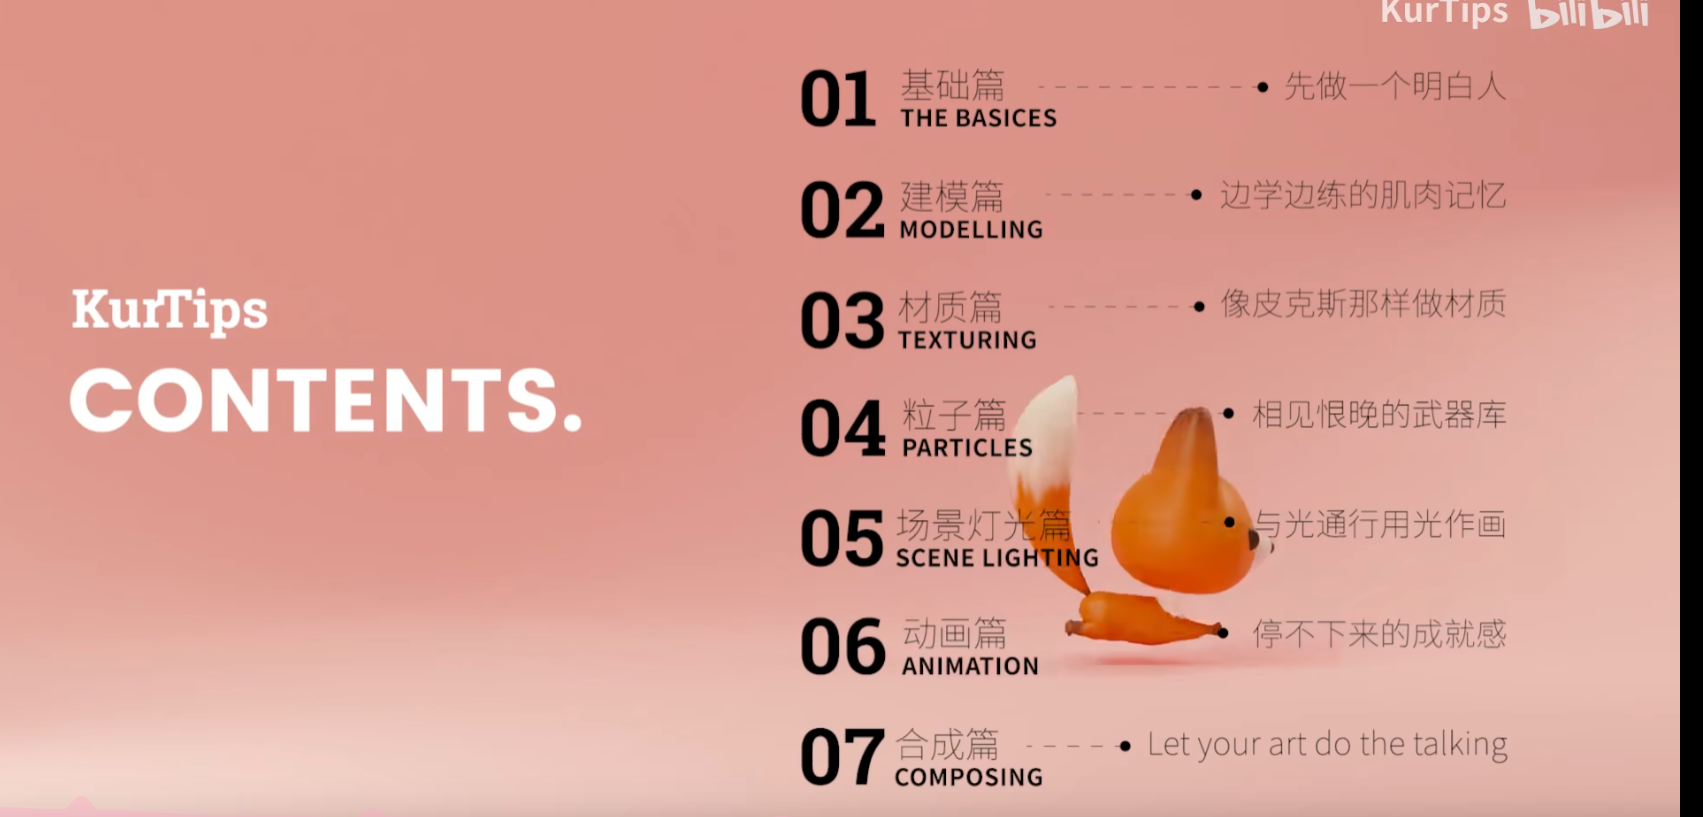 KurTips bilibili
KurTips
CONTENTS.
01 基础篇 先做一个明白人
THE BASICES
02 建模篇 边学边练的肌肉记忆
MODELLING
03 材质篇 像皮克斯那样做材质
TEXTURING
04 粒子篇 相见恨晚的武器库
PARTICLES
05 场景灯光篇 与光通行用光作画
SCENE LIGHTING
06 动画篇 停不下来的成就感
ANIMATION
07 合成篇 Let your art do the talking
COMPOSING